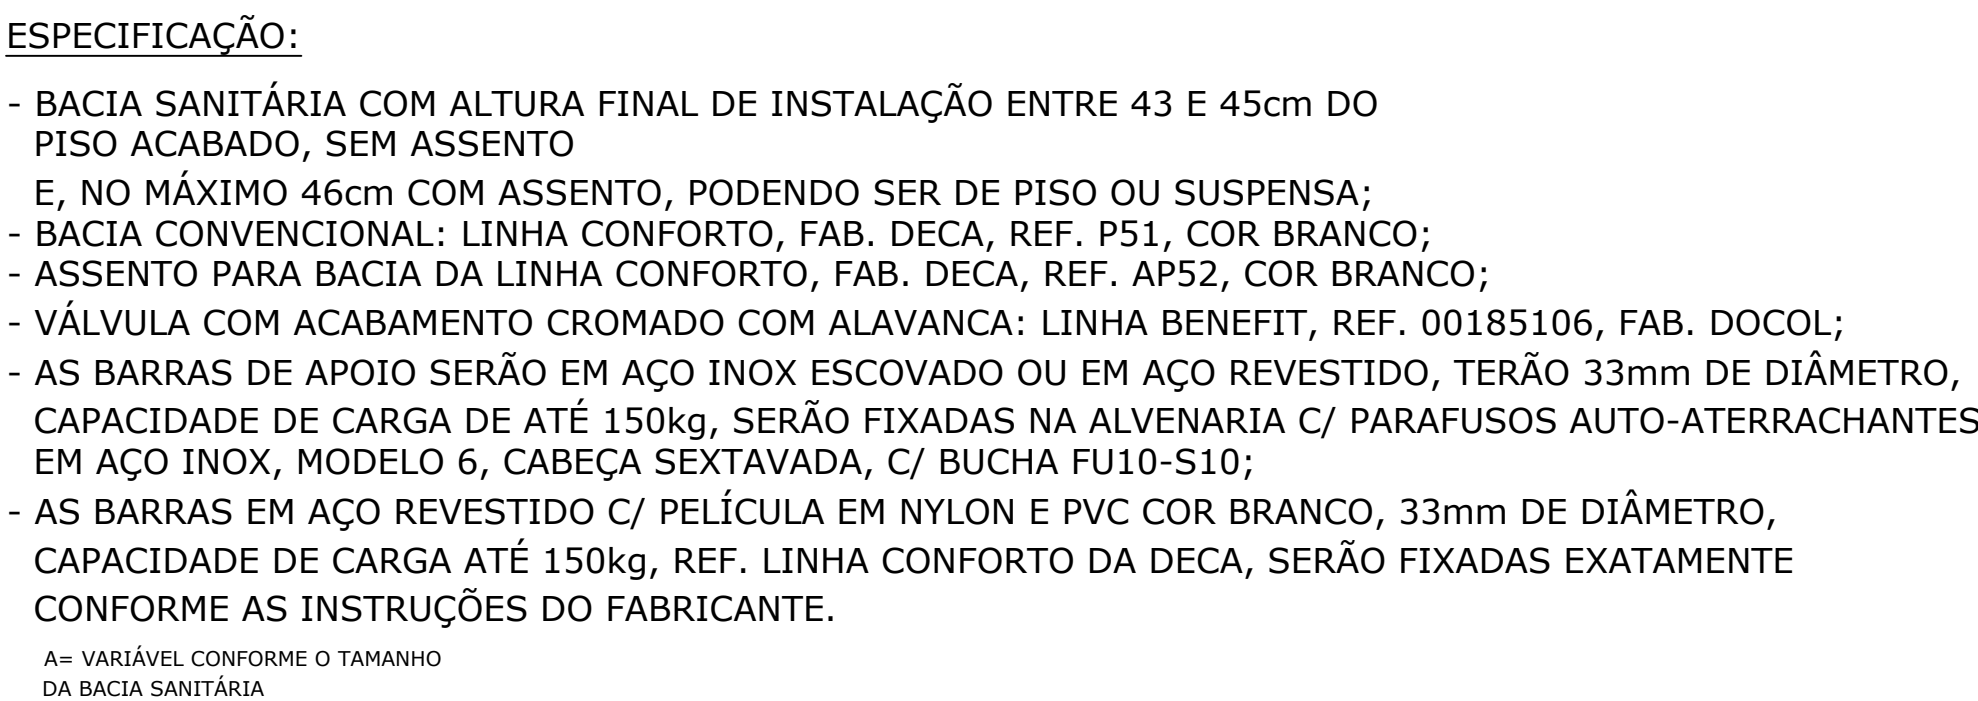 ESPECIFICAÇÃO:
- BACIA SANITÁRIA COM ALTURA FINAL DE INSTALAÇÃO ENTRE 43 E 45cm DO
PISO ACABADO, SEM ASSENTO
E, NO MÁXIMO 46cm COM ASSENTO, PODENDO SER DE PISO OU SUSPENSA;
- BACIA CONVENCIONAL: LINHA CONFORTO, FAB. DECA, REF. P51, COR BRANCO;
- ASSENTO PARA BACIA DA LINHA CONFORTO, FAB. DECA, REF. AP52, COR BRANCO;
- VÁLVULA COM ACABAMENTO CROMADO COM ALAVANCA: LINHA BENEFIT, REF. 00185106, FAB. DOCOL;
- AS BARRAS DE APOIO SERÃO EM AÇO INOX ESCOVADO OU EM AÇO REVESTIDO, TERÃO 33mm DE DIÂMETRO,
CAPACIDADE DE CARGA DE ATÉ 150kg, SERÃO FIXADAS NA ALVENARIA C/ PARAFUSOS AUTO-ATERRACHANTES
EM AÇO INOX, MODELO 6, CABEÇA SEXTAVADA, C/ BUCHA FU10-S10;
- AS BARRAS EM AÇO REVESTIDO C/ PELÍCULA EM NYLON E PVC COR BRANCO, 33mm DE DIÂMETRO,
CAPACIDADE DE CARGA ATÉ 150kg, REF. LINHA CONFORTO DA DECA, SERÃO FIXADAS EXATAMENTE
CONFORME AS INSTRUÇÕES DO FABRICANTE.
A= VARIÁVEL CONFORME O TAMANHO
DA BACIA SANITÁRIA